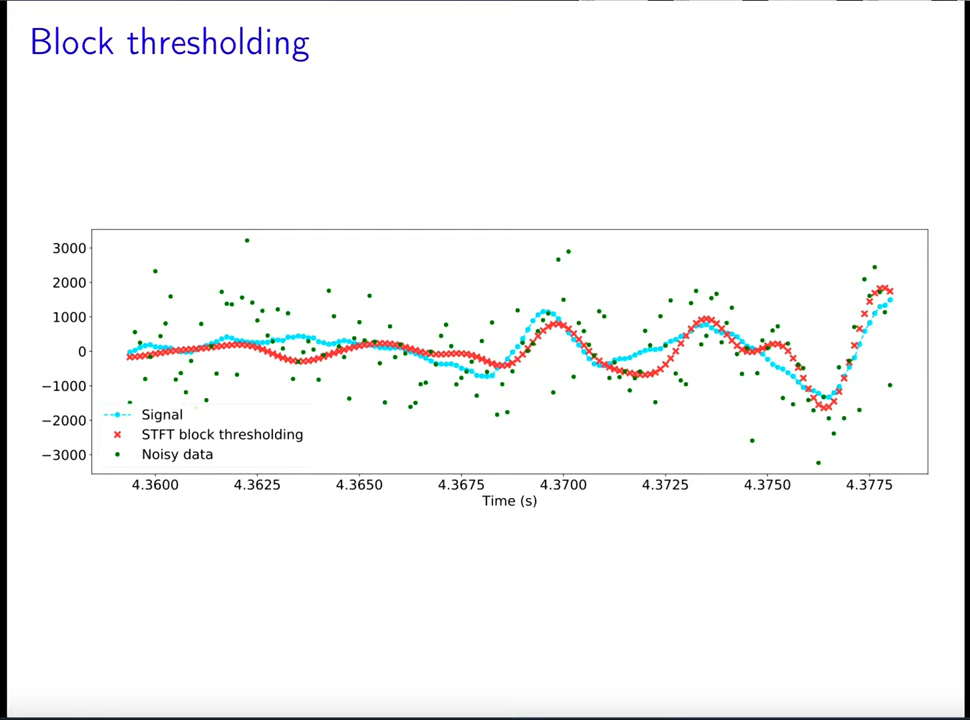 Block thresholding
3000
2000
1000
0
−1000
−2000
−3000
Signal
STFT block thresholding
Noisy data
4.3600 4.3625 4.3650 4.3675 4.3700 4.3725 4.3750 4.3775
Time (s)